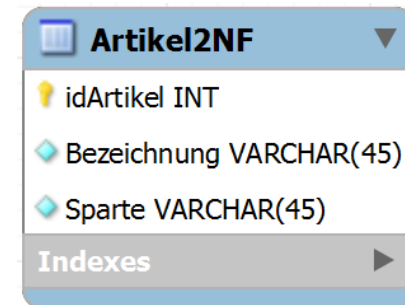 Artikel2NF
idArtikel INT
Bezeichnung VARCHAR(45)
Sparte VARCHAR(45)
Indexes